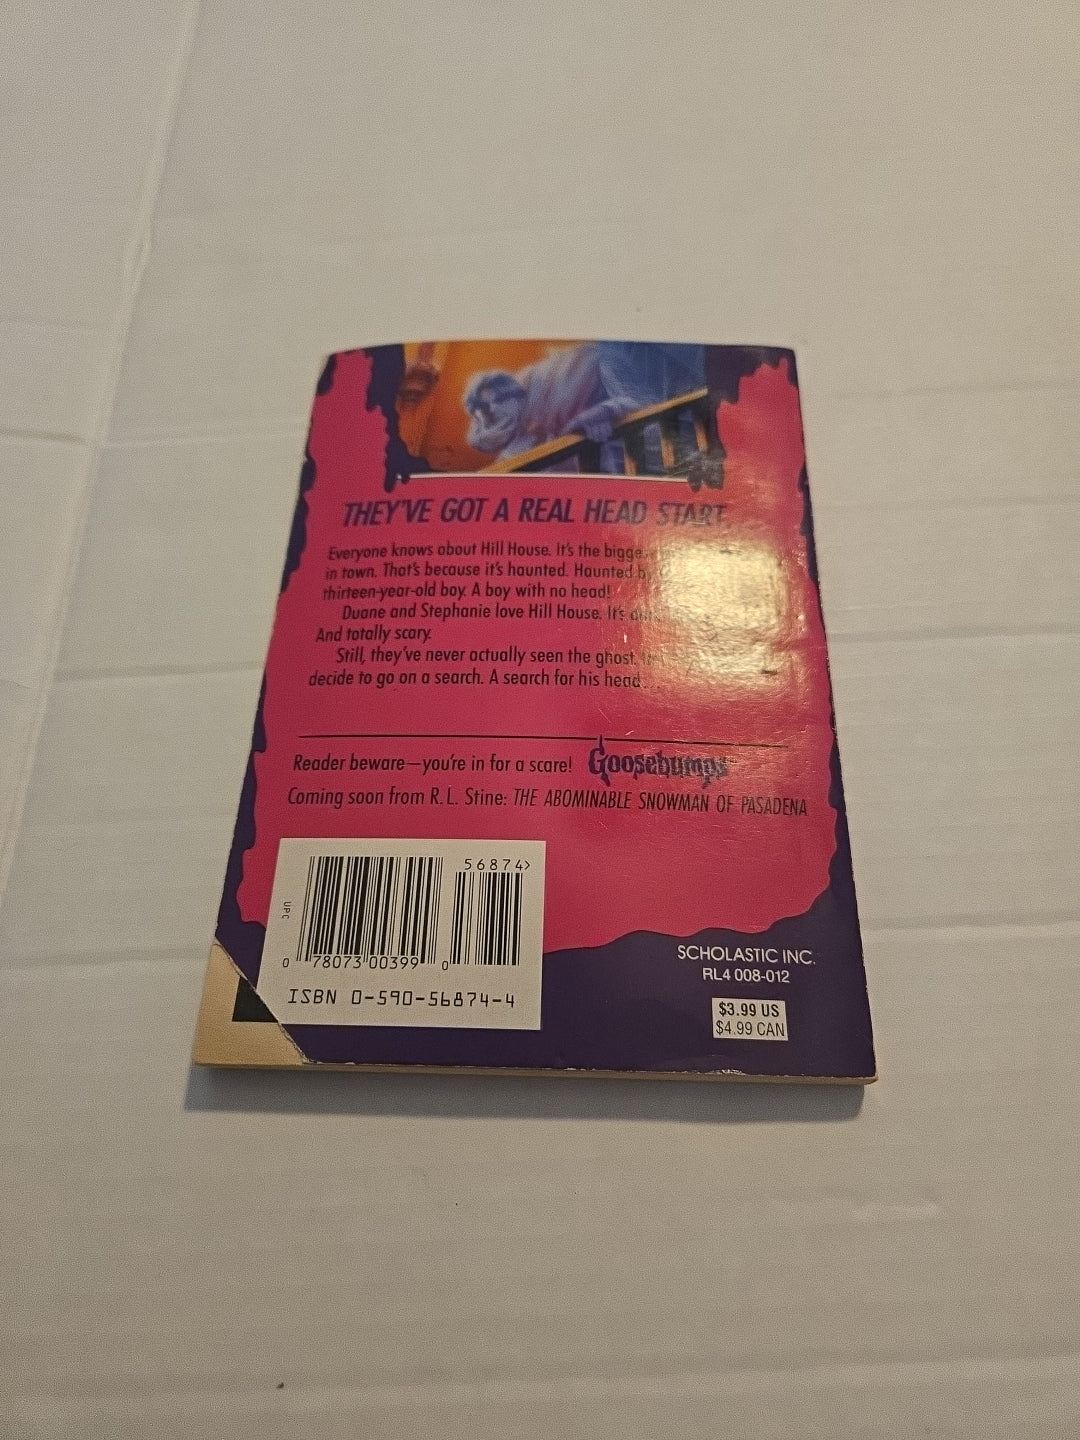 THEY'VE GOT A REAL HEAD START.
Everyone knows about Hill House. It's the
in town. That's because it's haunted. Haunted
thirteen-year-old boy. A boy with no head!
Duane and Stephanie love Hill House. It's
And totally scary.
Still, they've never actually seen the ghost.
decide to go on a search. A search for his head...
Reader beware—you're in for a scare! Goosebumps
Coming soon from R.L. Stine: THE ABOMINABLE SNOWMAN OF PASADENA
56874>
UPC
0 78073 00399 0
ISBN 0-590-56874-4
SCHOLASTIC INC.
RL4 008-012
$3.99 US
$4.99 CAN